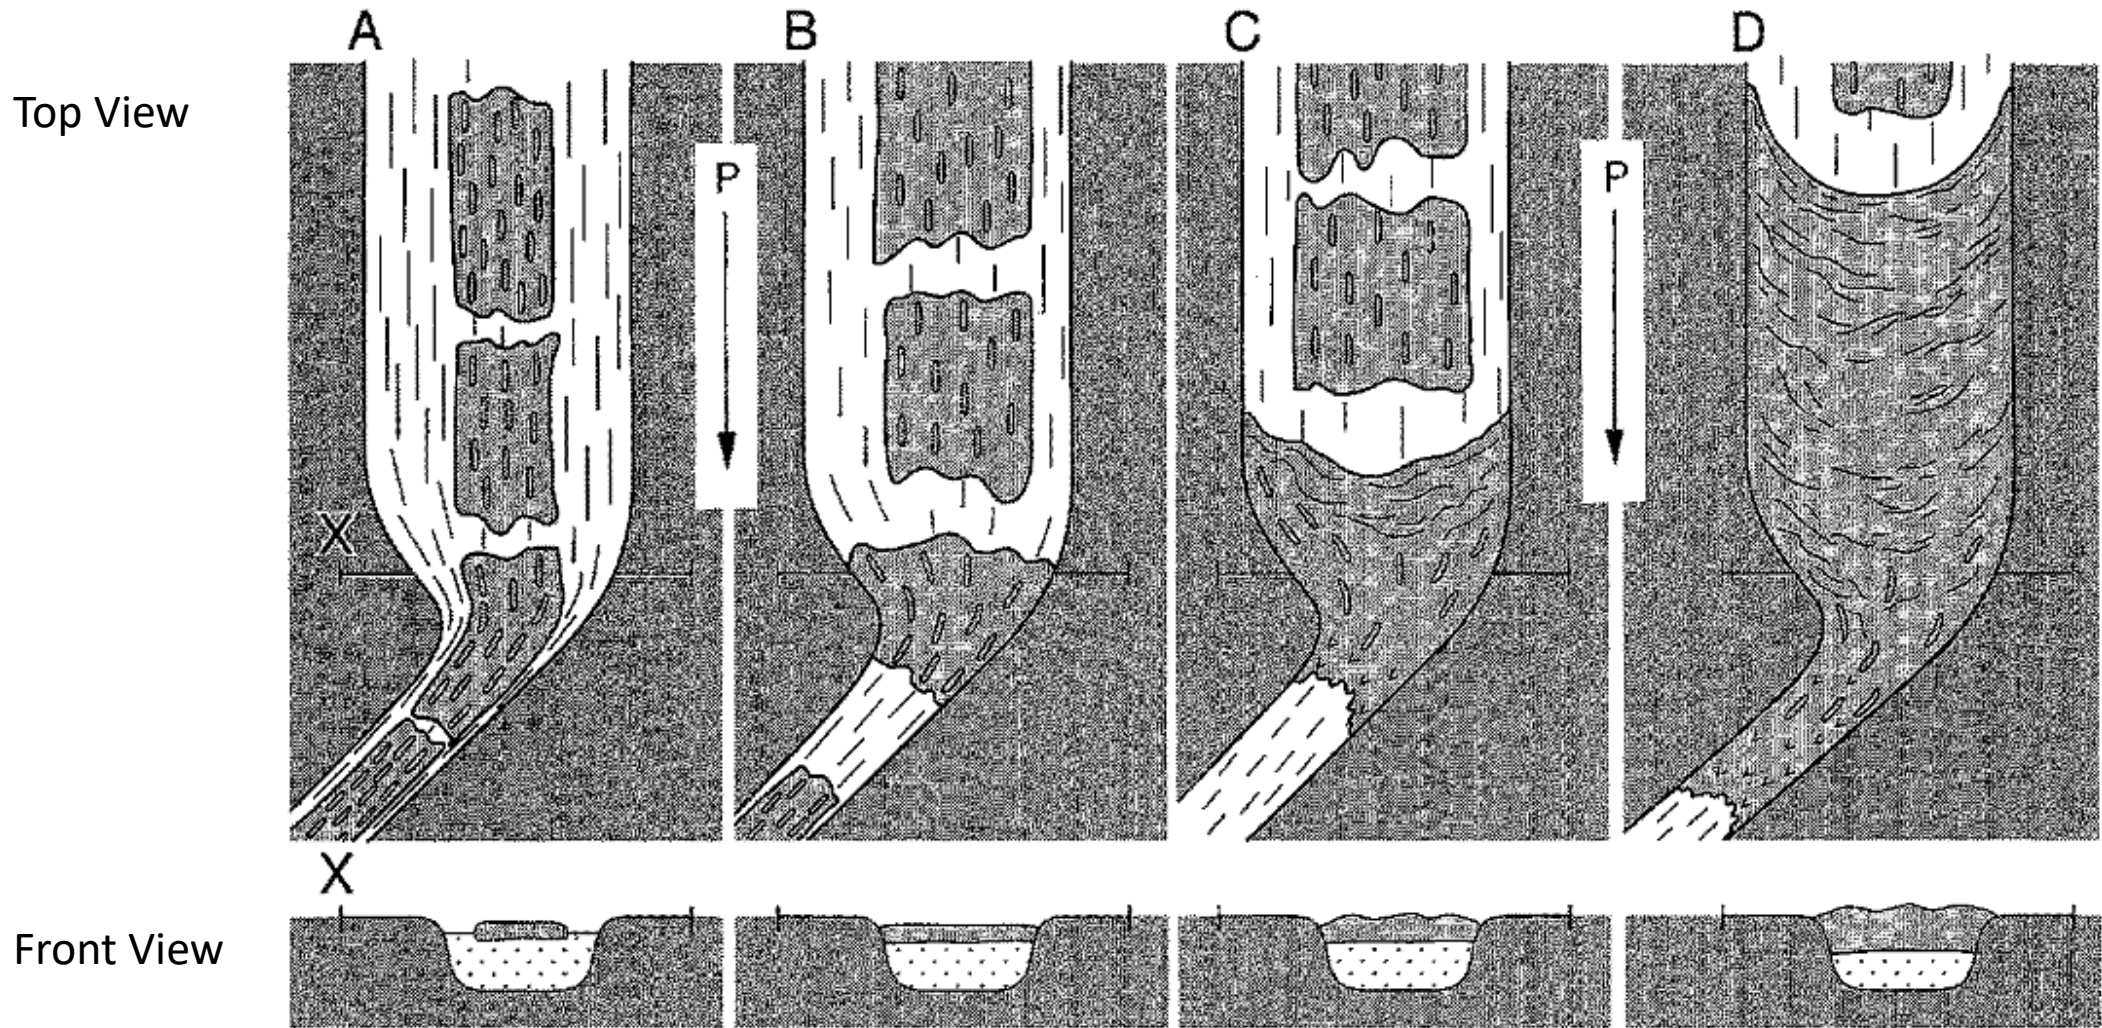 A B C D
Top View
P P
X
X
Front View